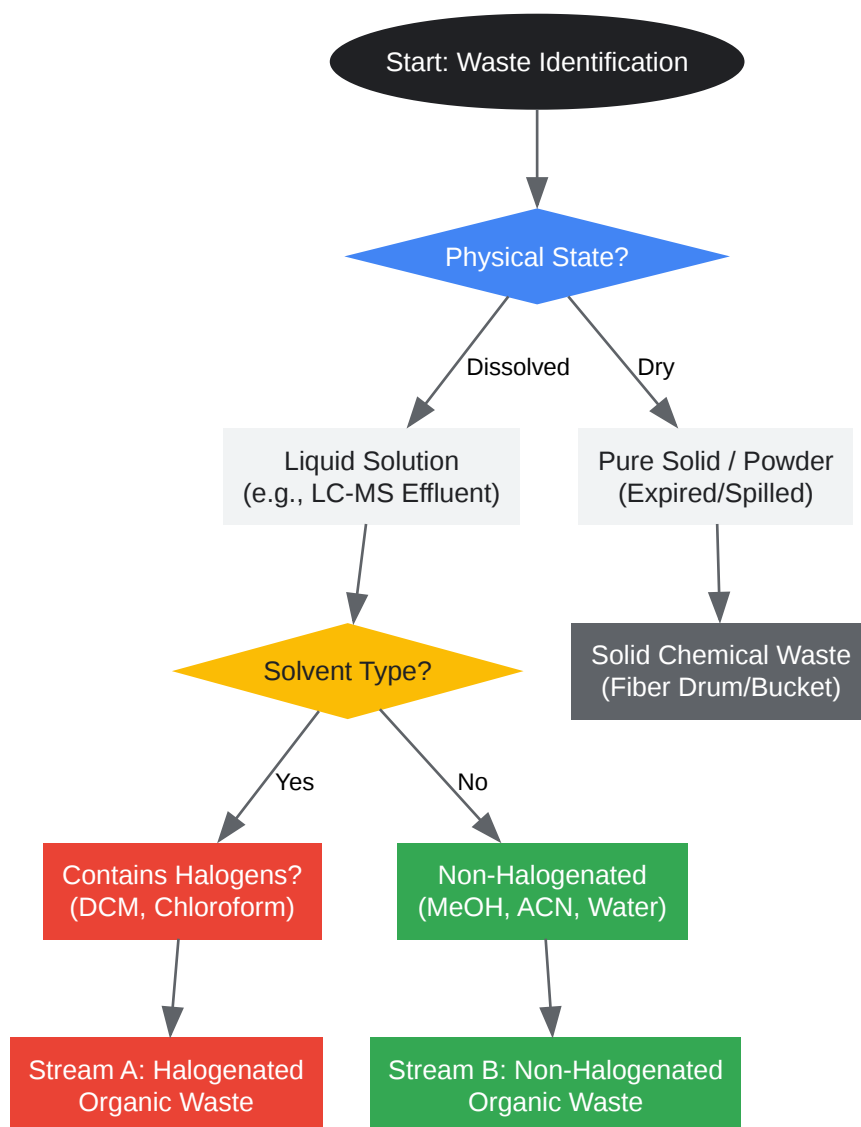 Start: Waste Identification
Physical State?
Dissolved
Dry
Liquid Solution
(e.g., LC-MS Effluent)
Pure Solid / Powder
(Expired/Spilled)
Solvent Type?
Solid Chemical Waste
(Fiber Drum/Bucket)
Yes
No
Contains Halogens?
(DCM, Chloroform)
Non-Halogenated
(MeOH, ACN, Water)
Stream A: Halogenated
Organic Waste
Stream B: Non-Halogenated
Organic Waste